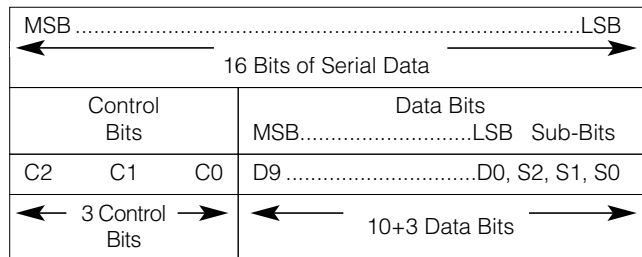 MSB.......................................................................LSB
16 Bits of Serial Data
Control
Bits
Data Bits
MSB............................LSB Sub-Bits
C2 C1 C0
D9..................................D0, S2, S1, S0
3 Control
Bits
10+3 Data Bits